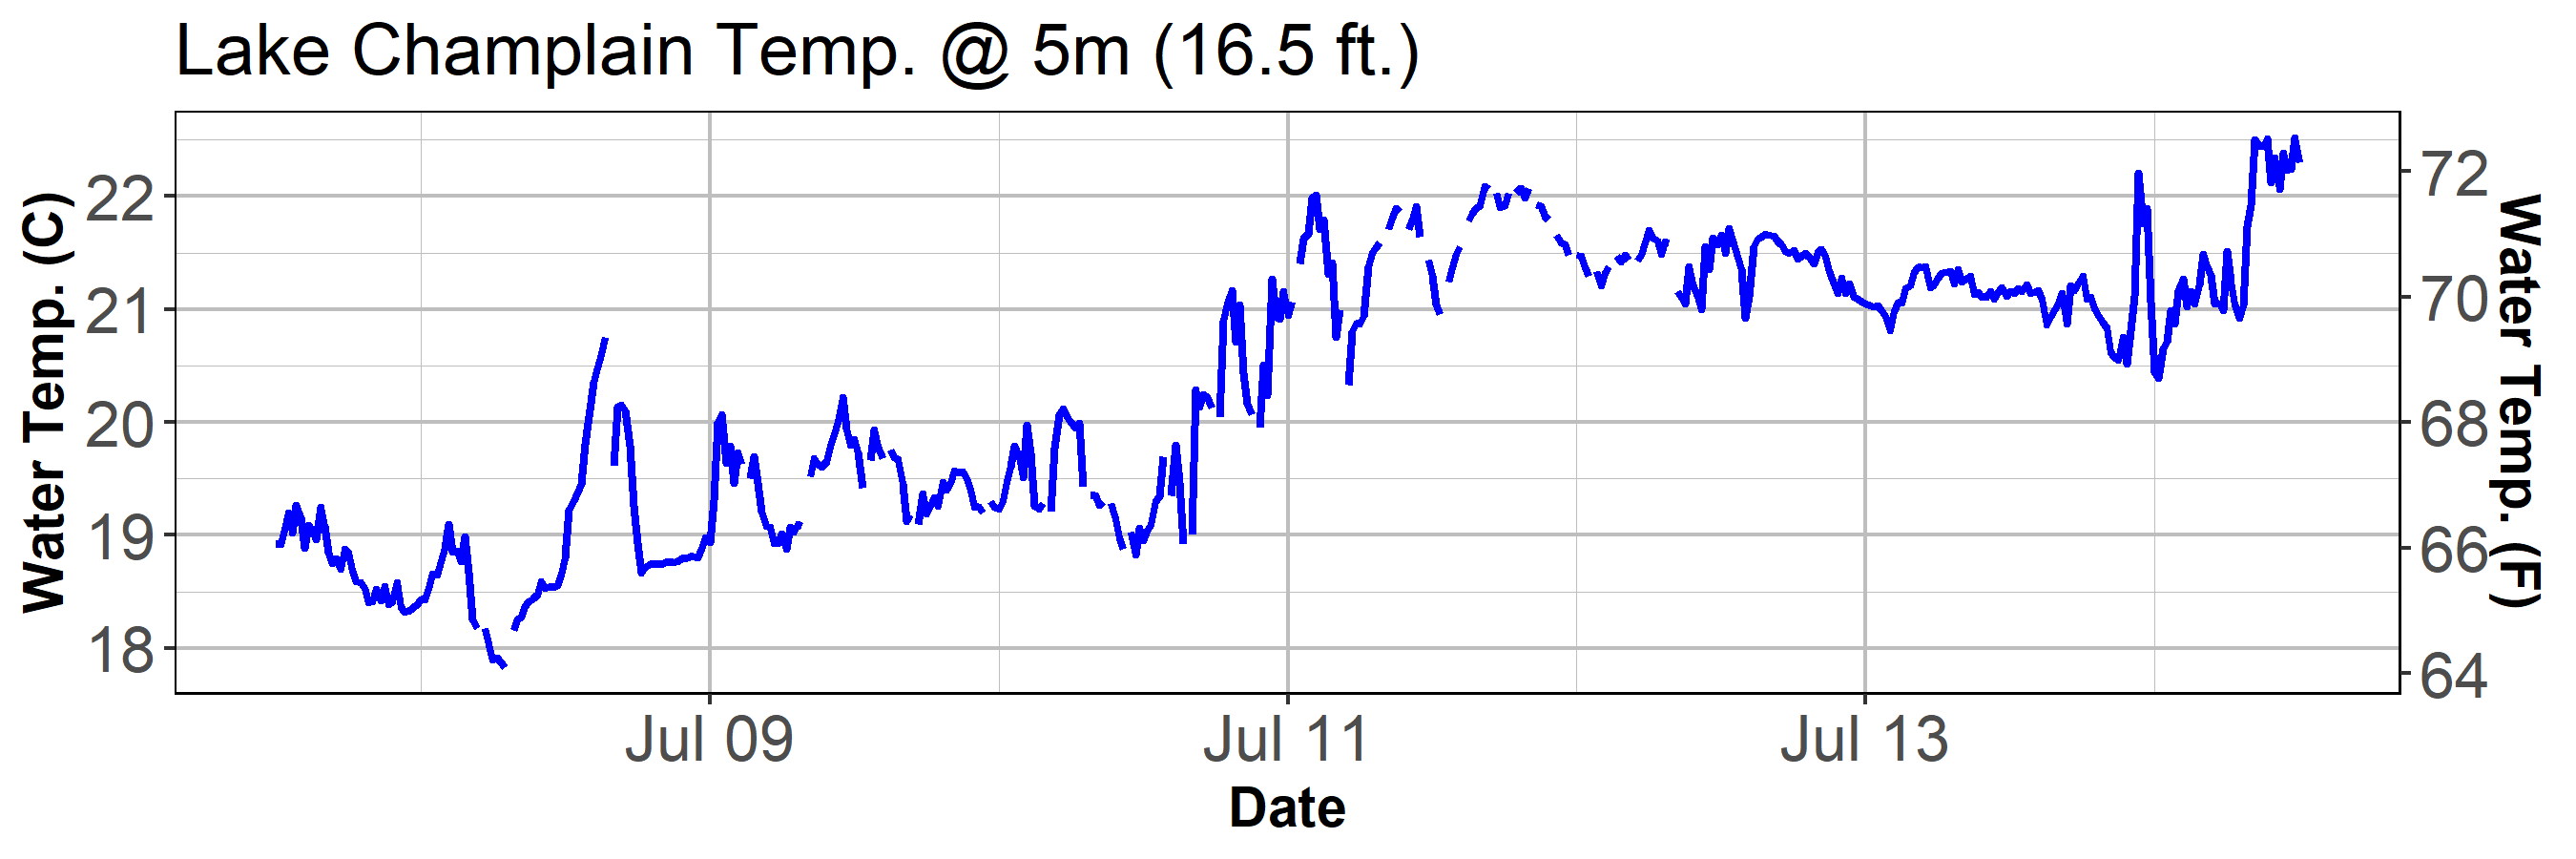 Lake Champlain Temp. @ 5m (16.5 ft.)
Water Temp. (C)
22
21
20
19
18
72
70
68
66
64
Water Temp. (F)
Jul 09
Jul 11
Jul 13
Date